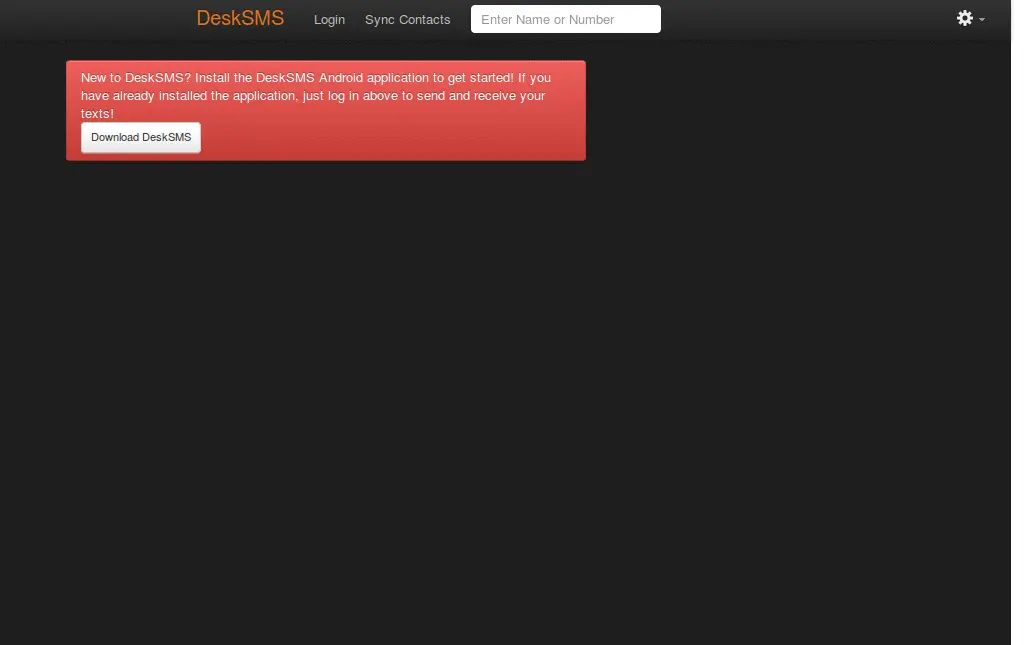 DeskSMS Login Sync Contacts Enter Name or Number
New to DeskSMS? Install the DeskSMS Android application to get started! If you
have already installed the application, just log in above to send and receive your
texts!
Download DeskSMS